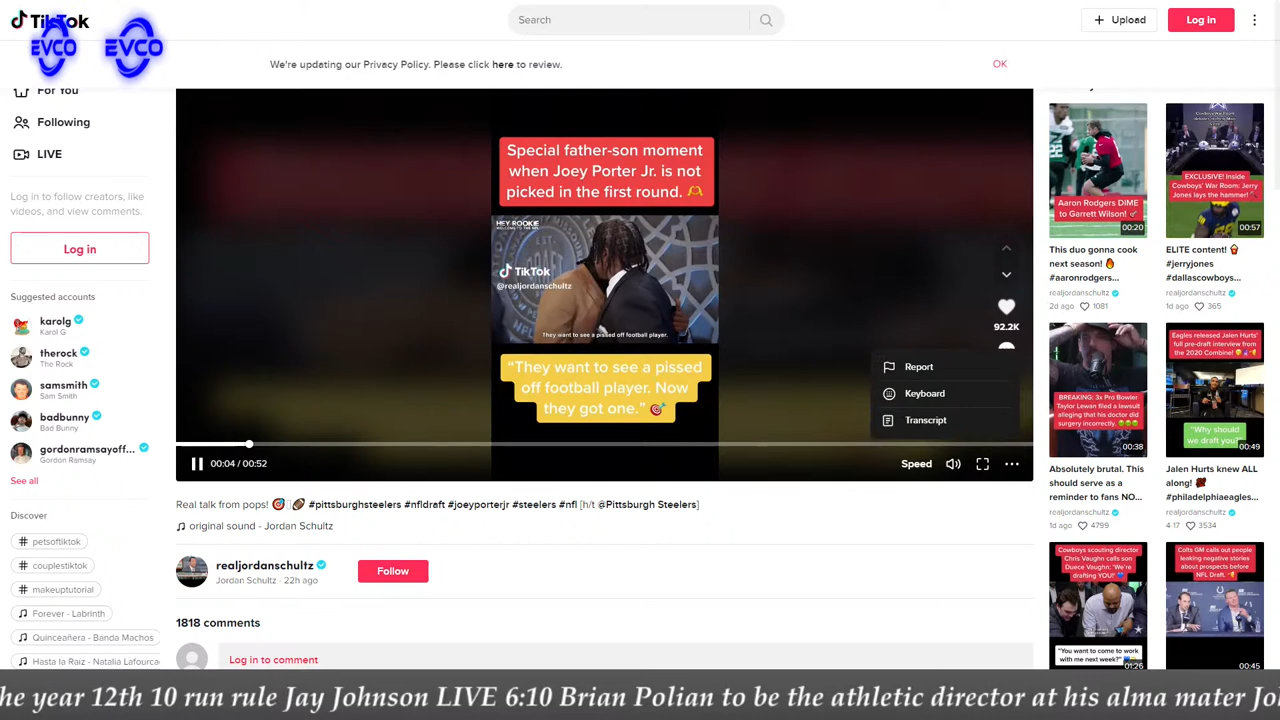 TikTok
Search
Upload
Log in
EVCO
EVCO
We're updating our Privacy Policy. Please click here to review.
OK
For You
Following
LIVE
Log in to follow creators, like
videos, and view comments.
Log in
Suggested accounts
karolg
Karol G
therock
The Rock
samsmith
Sam Smith
badbunny
Bad Bunny
gordonramsayoff...
Gordon Ramsay
See all
Discover
# petsoftiktok
# couplestiktok
# makeuptutorial
Forever - Labrinth
Quinceañera - Banda Machos
Hasta la Raíz - Natalia Lafourcad
Special father-son moment
when Joey Porter Jr. is not
picked in the first round.
HEY ROOKIE
WELCOME TO THE NFL
TikTok
@realjordanschultz
They want to see a pissed off football player.
"They want to see a pissed
off football player. Now
they got one."
92.2K
Report
Keyboard
Transcript
00:04 / 00:52
Speed
Real talk from pops! #pittsburghsteelers #nfldraft #joeyporterjr #steelers #nfl [h/t @Pittsburgh Steelers]
original sound - Jordan Schultz
realjordanschultz
Jordan Schultz · 22h ago
Follow
1818 comments
Log in to comment
Aaron Rodgers DIME
to Garrett Wilson!
00:20
This duo gonna cook
next season!
#aaronrodgers...
realjordanschultz
2d ago 1081
EXCLUSIVE! Inside
Cowboys' War Room: Jerry
Jones lays the hammer!
00:57
ELITE content!
#jerryjones
#dallascowboys...
realjordanschultz
1d ago 365
BREAKING: 3x Pro Bowler
Taylor Lewan filed a lawsuit
alleging that his doctor did
surgery incorrectly.
00:38
Absolutely brutal. This
should serve as a
reminder to fans NO...
realjordanschultz
1d ago 4799
Eagles released Jalen Hurts'
full pre-draft interview from
the 2020 Combine!
"Why should
we draft you?"
00:49
Jalen Hurts knew ALL
along!
#philadelphiaeagles...
realjordanschultz
4-17 3534
Cowboys scouting director
Chris Vaughn calls son
Duece Vaughn: "We're
drafting YOU!"
"You want to come to work
with me next week?"
01:26
Colts GM calls out people
leaking negative stories
about prospects before
NFL Draft.
00:45
he year 12th 10 run rule Jay Johnson LIVE 6:10 Brian Polian to be the athletic director at his alma mater Jo